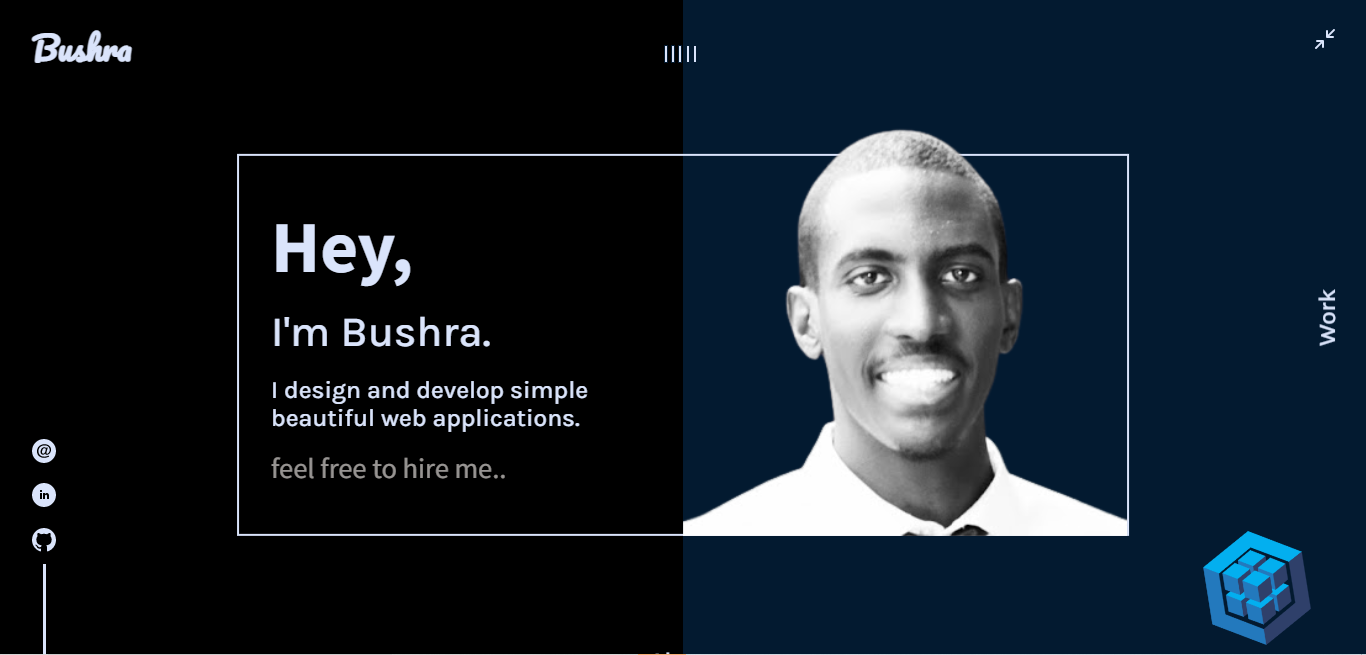 Bushra
Hey,
I'm Bushra.
I design and develop simple
beautiful web applications.
feel free to hire me..
Work
@
in